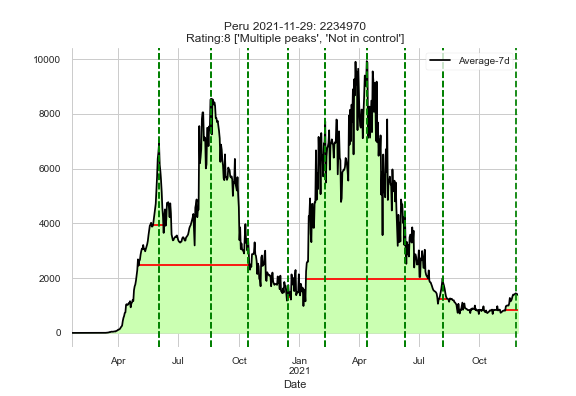 Peru 2021-11-29: 2234970
Rating:8 ['Multiple peaks', 'Not in control']
Average-7d
10000
8000
6000
4000
2000
0
Apr Jul Oct Jan Apr Jul Oct
2021
Date